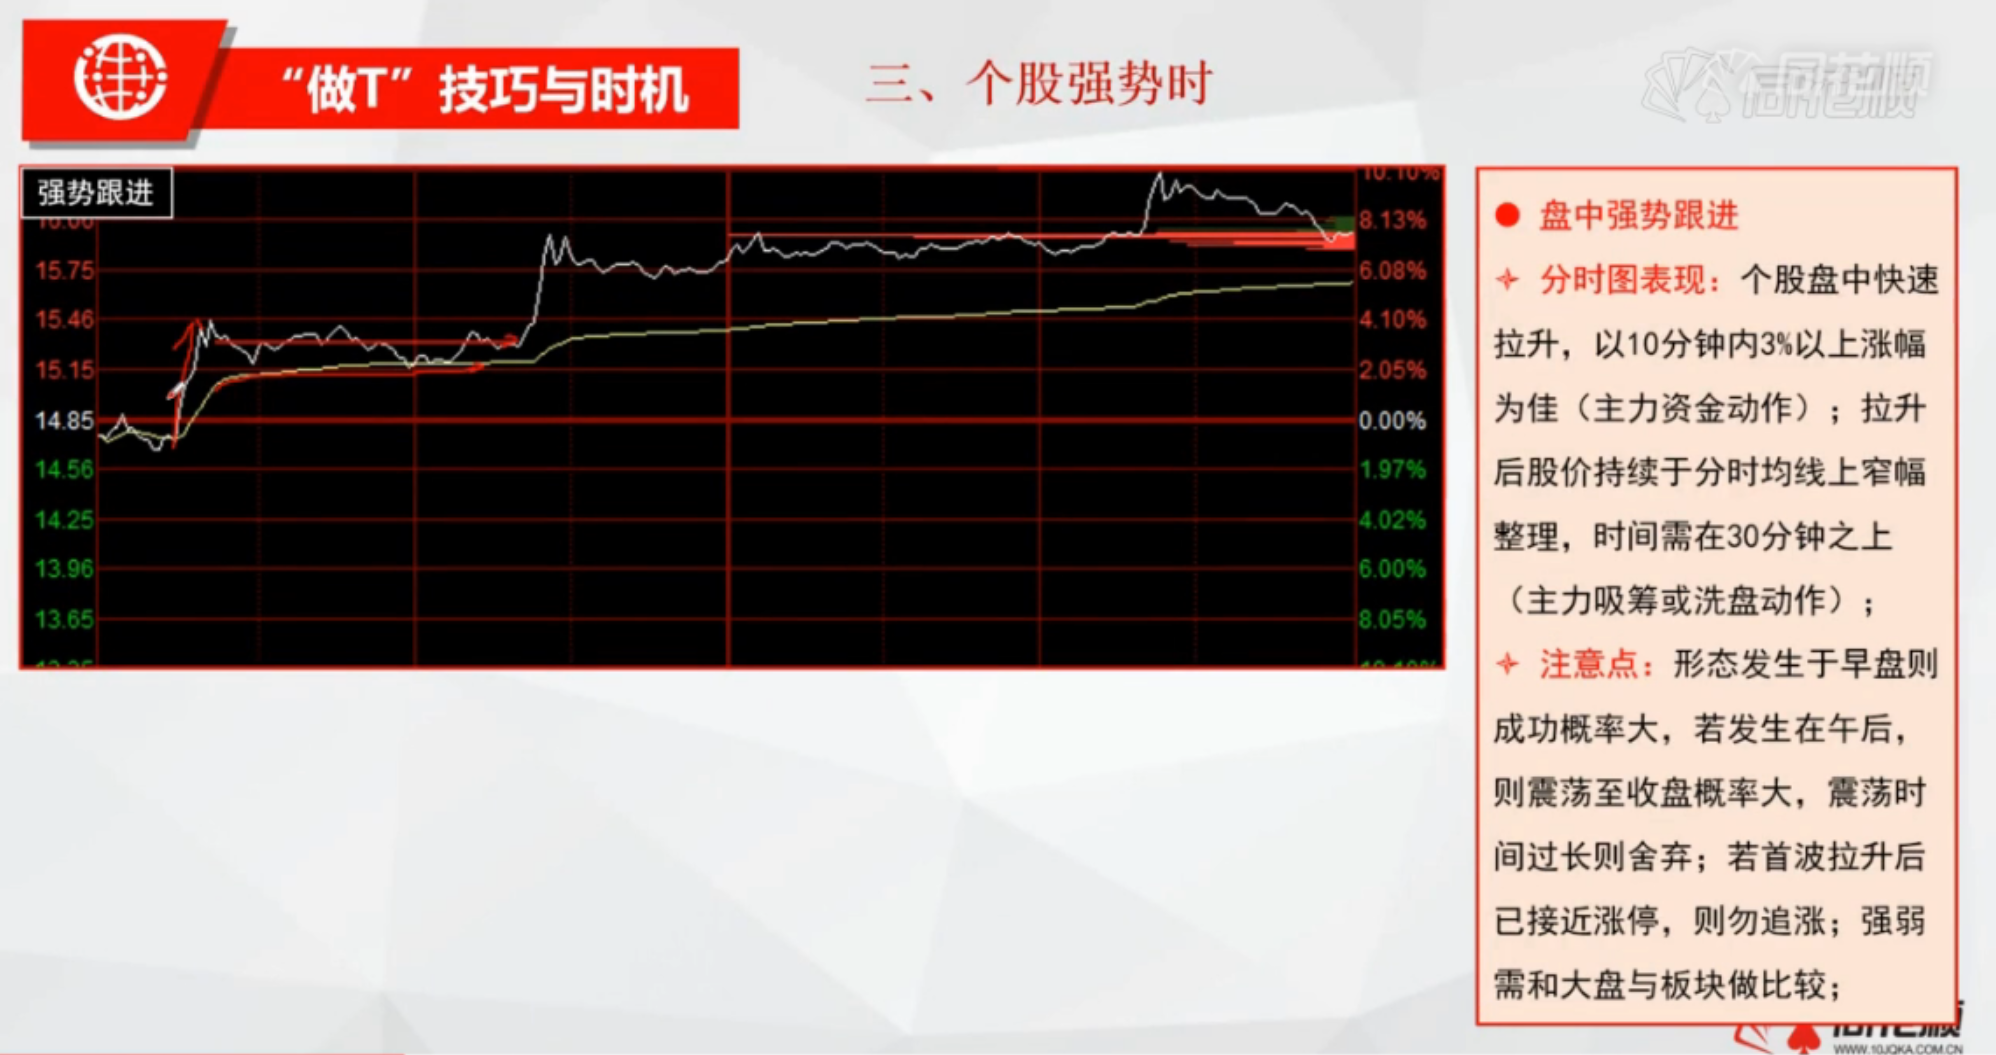 “做T”技巧与时机
三、个股强势时
同花顺
强势跟进
16.06
15.75
15.46
15.15
14.85
14.56
14.25
13.96
13.65
10.10%
8.13%
6.08%
4.10%
2.05%
0.00%
1.97%
4.02%
6.00%
8.05%
10.10%
● 盘中强势跟进
分时图表现：个股盘中快速
拉升，以10分钟内3%以上涨幅
为佳（主力资金动作）；拉升
后股价持续于分时均线上窄幅
整理，时间需在30分钟之上
（主力吸筹或洗盘动作）；
注意点：形态发生于早盘则
成功概率大，若发生在午后，
则震荡至收盘概率大，震荡时
间过长则舍弃；若首波拉升后
已接近涨停，则勿追涨；强弱
需和大盘与板块做比较；
同花顺
WWW.10JQKA.COM.CN